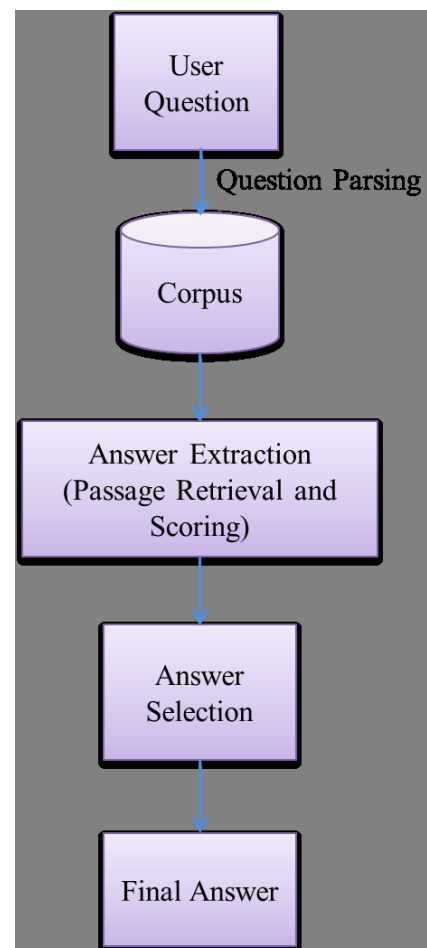 User
Question
Question Parsing
Corpus
Answer Extraction
(Passage Retrieval and
Scoring)
Answer
Selection
Final Answer